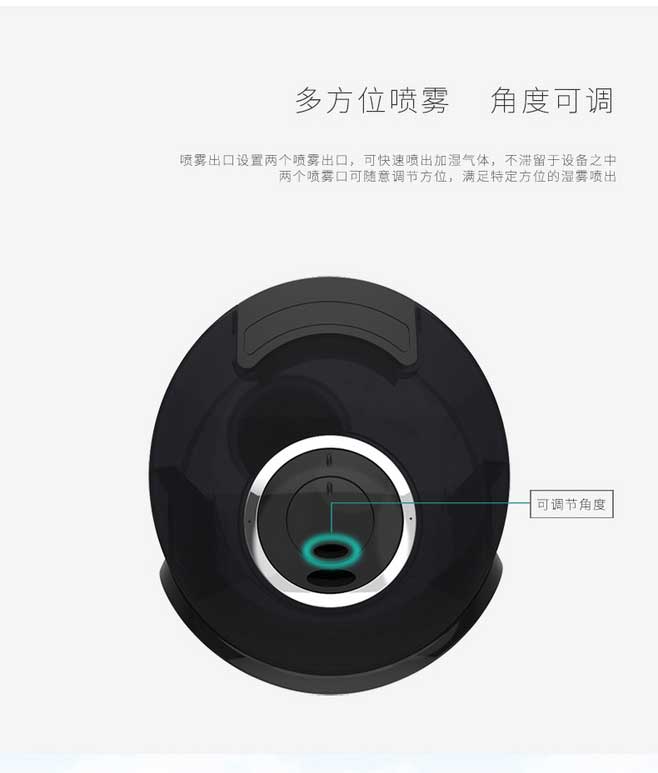 多方位喷雾 角度可调
喷雾出口设置两个喷雾出口，可快速喷出加湿气体，不滞留于设备之中
两个喷雾口可随意调节方位，满足特定方位的湿雾喷出
可调节角度